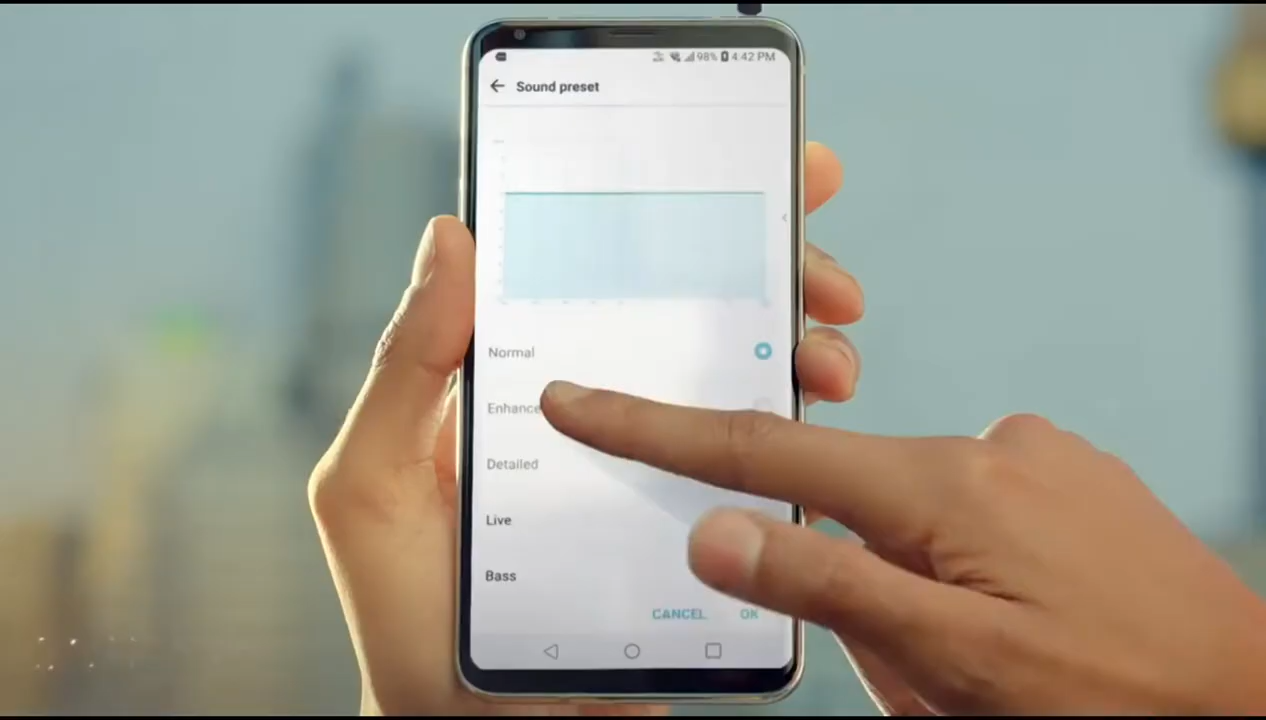 98% 4:42 PM
Sound preset
Normal
Enhance
Detailed
Live
Bass
CANCEL OK